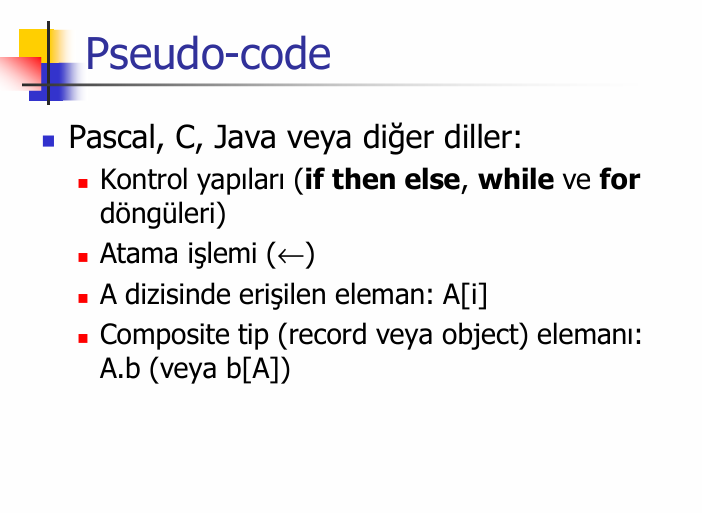 Pseudo-code
Pascal, C, Java veya diğer diller:
Kontrol yapıları (if then else, while ve for
döngüleri)
Atama işlemi (←)
A dizisinde erişilen eleman: A[i]
Composite tip (record veya object) elemanı:
A.b (veya b[A])